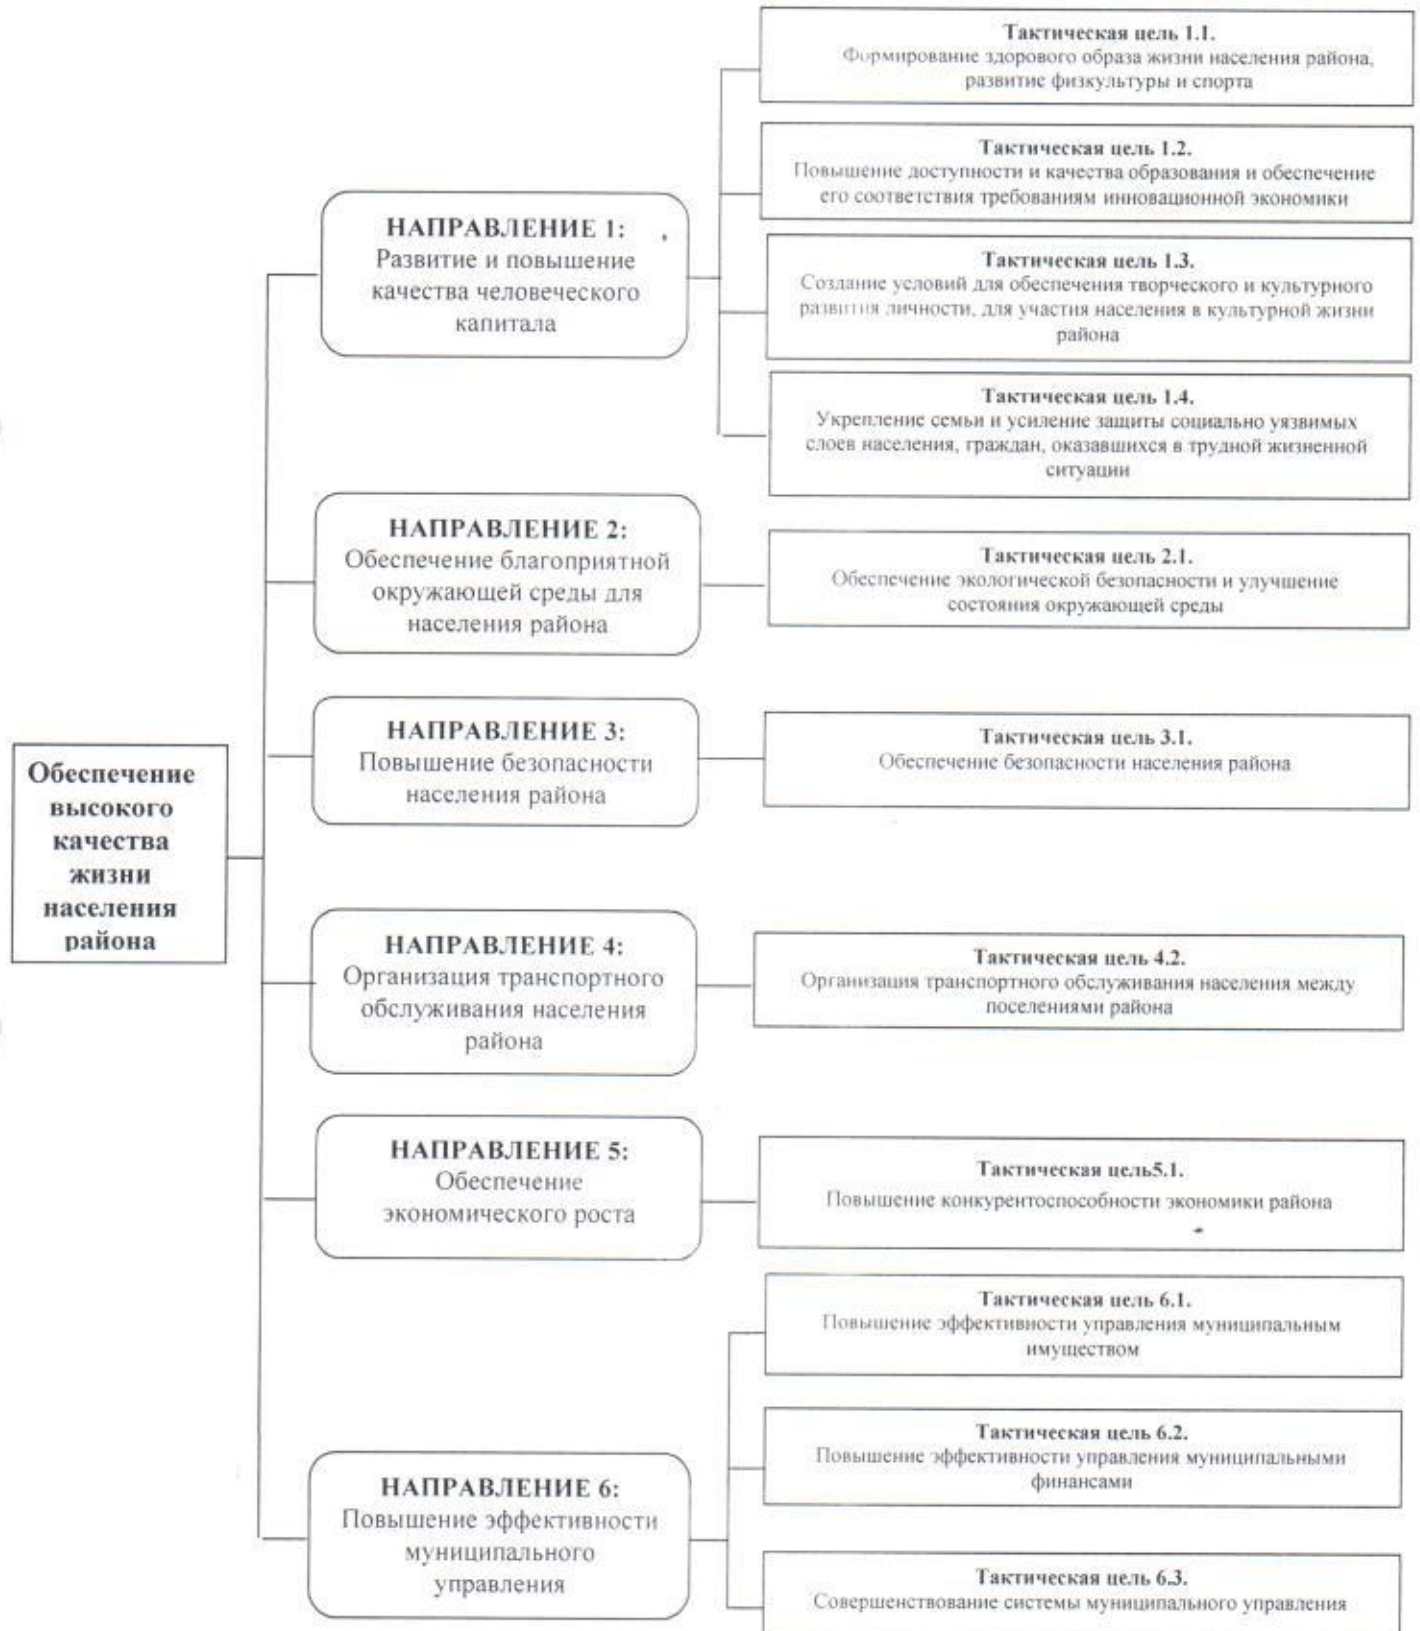 Обеспечение
высокого
качества
жизни
населения
района
НАПРАВЛЕНИЕ 1:
Развитие и повышение
качества человеческого
капитала
Тактическая цель 1.1.
Формирование здорового образа жизни населения района,
развитие физкультуры и спорта
Тактическая цель 1.2.
Повышение доступности и качества образования и обеспечение
его соответствия требованиям инновационной экономики
Тактическая цель 1.3.
Создание условий для обеспечения творческого и культурного
развития личности, для участия населения в культурной жизни
района
Тактическая цель 1.4.
Укрепление семьи и усиление защиты социально уязвимых
слоев населения, граждан, оказавшихся в трудной жизненной
ситуации
НАПРАВЛЕНИЕ 2:
Обеспечение благоприятной
окружающей среды для
населения района
Тактическая цель 2.1.
Обеспечение экологической безопасности и улучшение
состояния окружающей среды
НАПРАВЛЕНИЕ 3:
Повышение безопасности
населения района
Тактическая цель 3.1.
Обеспечение безопасности населения района
НАПРАВЛЕНИЕ 4:
Организация транспортного
обслуживания населения
района
Тактическая цель 4.2.
Организация транспортного обслуживания населения между
поселениями района
НАПРАВЛЕНИЕ 5:
Обеспечение
экономического роста
Тактическая цель5.1.
Повышение конкурентоспособности экономики района
НАПРАВЛЕНИЕ 6:
Повышение эффективности
муниципального
управления
Тактическая цель 6.1.
Повышение эффективности управления муниципальным
имуществом
Тактическая цель 6.2.
Повышение эффективности управления муниципальными
финансами
Тактическая цель 6.3.
Совершенствование системы муниципального управления